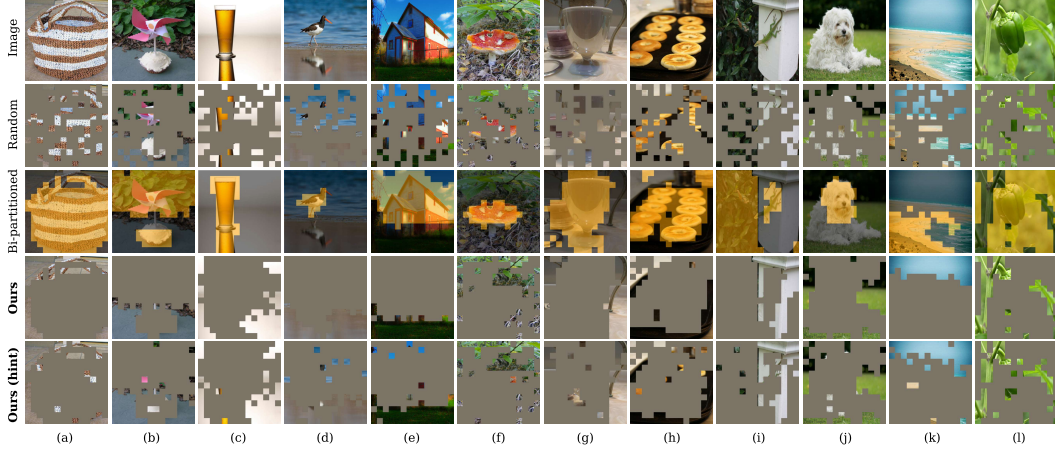 Image
Random
Bi-partitioned
Ours
Ours (hint)
(a) (b) (c) (d) (e) (f) (g) (h) (i) (j) (k) (l)